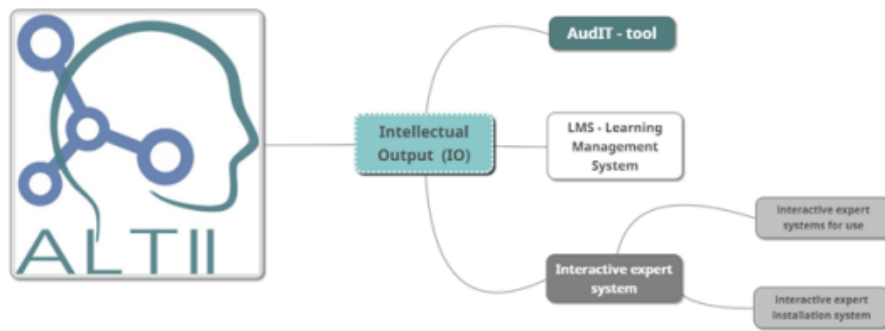 ALTII
Intellectual
Output (IO)
AudIT - tool
LMS - Learning
Management
System
Interactive expert
system
Interactive expert
systems for use
Interactive expert
installation system